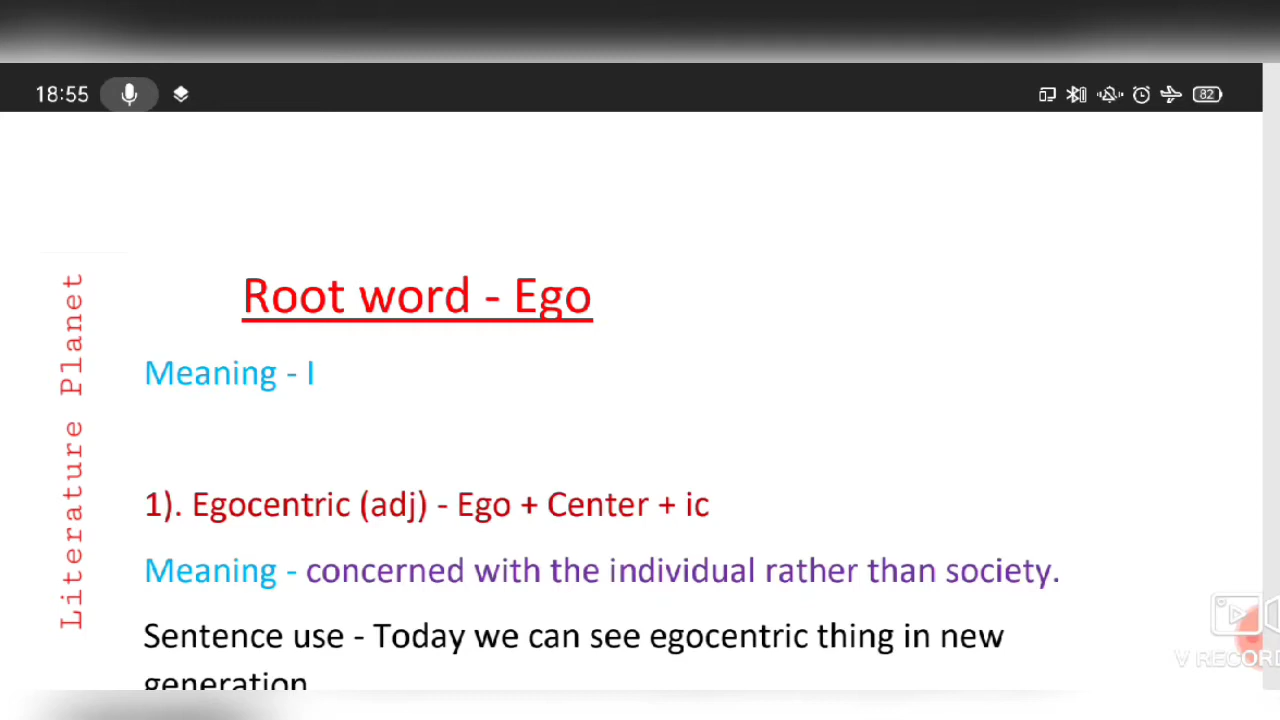 18:55
82
Root word - Ego
Meaning - I
Literature Planet
1). Egocentric (adj) - Ego + Center + ic
Meaning - concerned with the individual rather than society.
Sentence use - Today we can see egocentric thing in new
generation
V RECORD